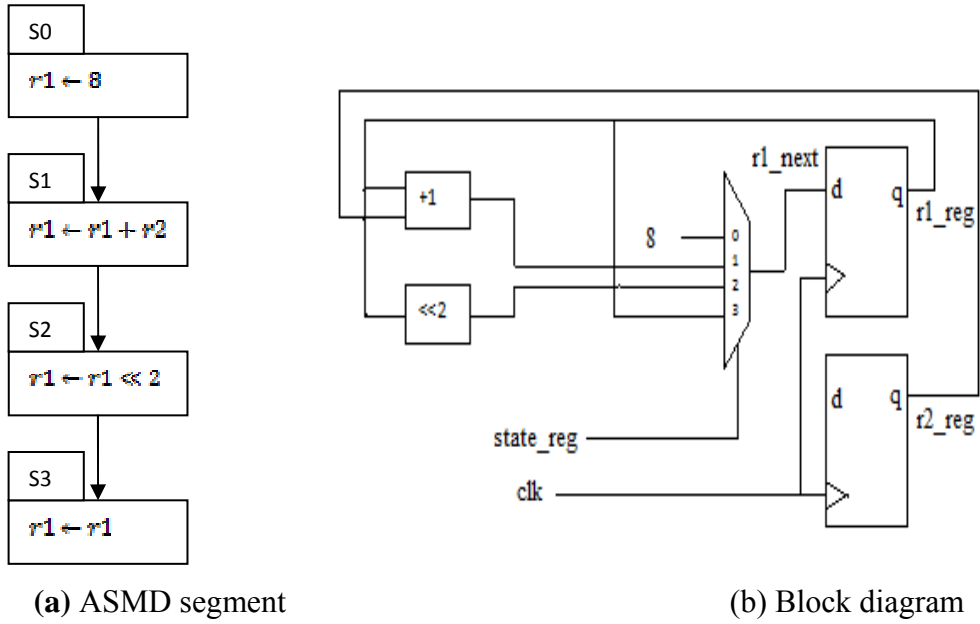 S0
r1 ← 8
S1
r1 ← r1 + r2
S2
r1 ← r1 ≪ 2
S3
r1 ← r1
(a) ASMD segment
r1_next
d
q
r1_reg
+1
8
0
1
2
3
<<2
d
q
r2_reg
state_reg
clk
(b) Block diagram